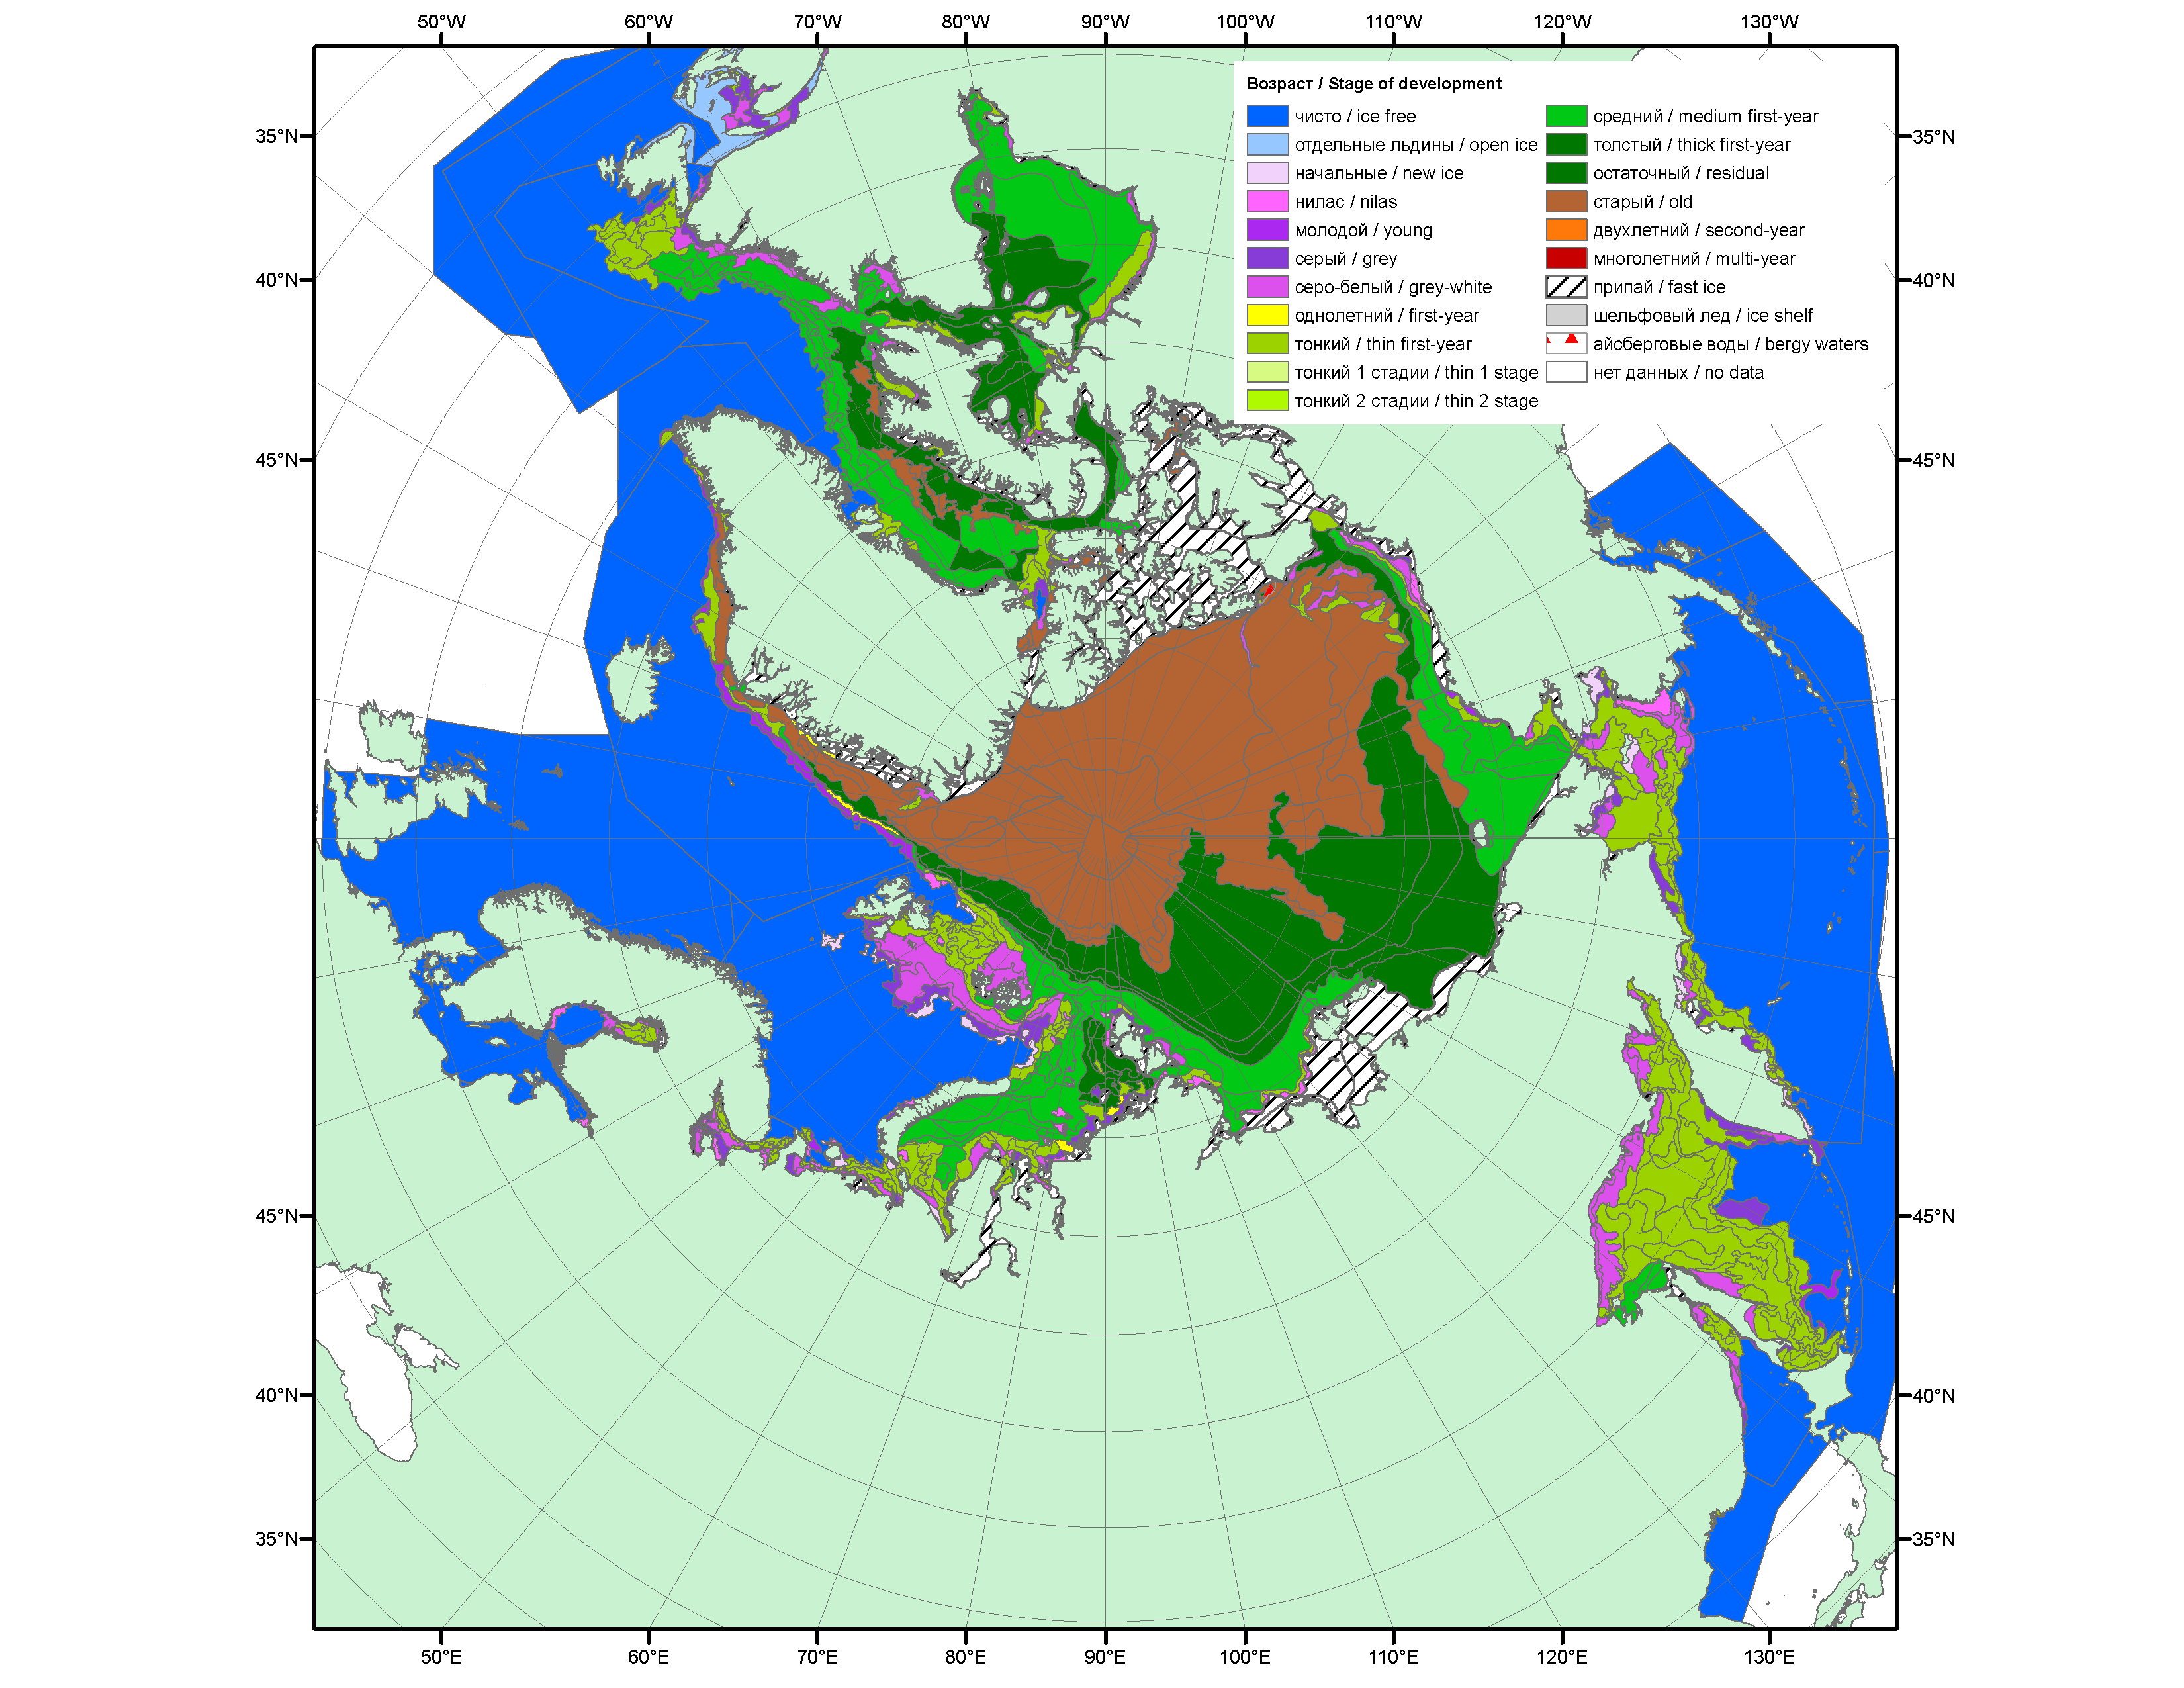 50°W 60°W 70°W 80°W 90°W 100°W 110°W 120°W 130°W
Возраст / Stage of development
чисто / ice free
отдельные льдины / open ice
начальные / new ice
нилас / nilas
молодой / young
серый / grey
серо-белый / grey-white
однолетний / first-year
тонкий / thin first-year
тонкий 1 стадии / thin 1 stage
тонкий 2 стадии / thin 2 stage
средний / medium first-year
толстый / thick first-year
остаточный / residual
старый / old
двухлетний / second-year
многолетний / multi-year
припай / fast ice
шельфовый лед / ice shelf
айсберговые воды / bergy waters
нет данных / no data
35°N 35°N
40°N 40°N
45°N 45°N
45°N 45°N
40°N 40°N
35°N 35°N
50°E 60°E 70°E 80°E 90°E 100°E 110°E 120°E 130°E